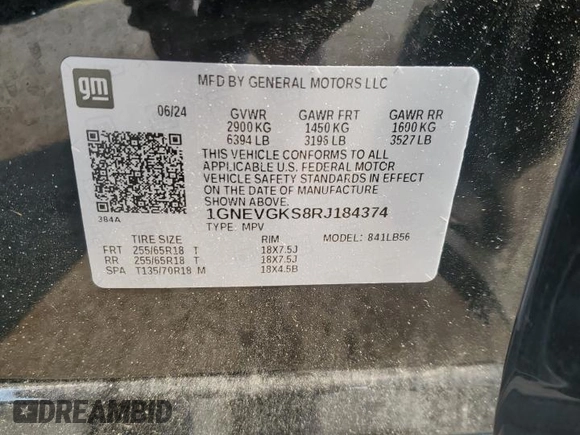 gm
MFD BY GENERAL MOTORS LLC
06/24 GVWR GAWR FRT GAWR RR
2900 KG 1450 KG 1600 KG
6394 LB 3196 LB 3527 LB
THIS VEHICLE CONFORMS TO ALL
APPLICABLE U.S. FEDERAL MOTOR
VEHICLE SAFETY STANDARDS IN EFFECT
ON THE DATE OF MANUFACTURE
SHOWN ABOVE.
384A 1GNEVGKS8RJ184374
TYPE: MPV MODEL: 841LB56
TIRE SIZE RIM
FRT 255/65R18 T 18X7.5J
RR 255/65R18 T 18X7.5J
SPA T135/70R18 M 18X4.5B
DREAMBID